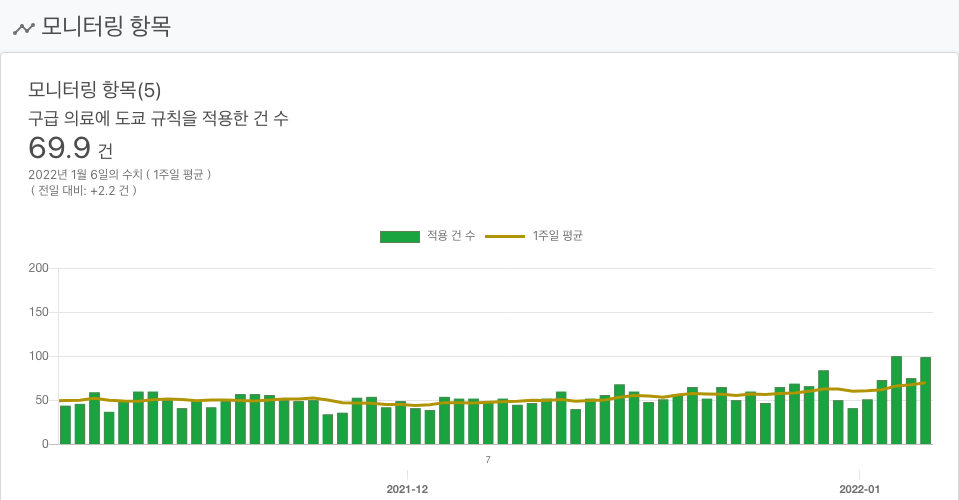 모니터링 항목
모니터링 항목(5)
구급 의료에 도쿄 규칙을 적용한 건 수
69.9 건
2022년 1월 6일의 수치 ( 1주일 평균 )
( 전일 대비: +2.2 건 )
적용 건 수 1주일 평균
200
150
100
50
0
7
2021-12 2022-01